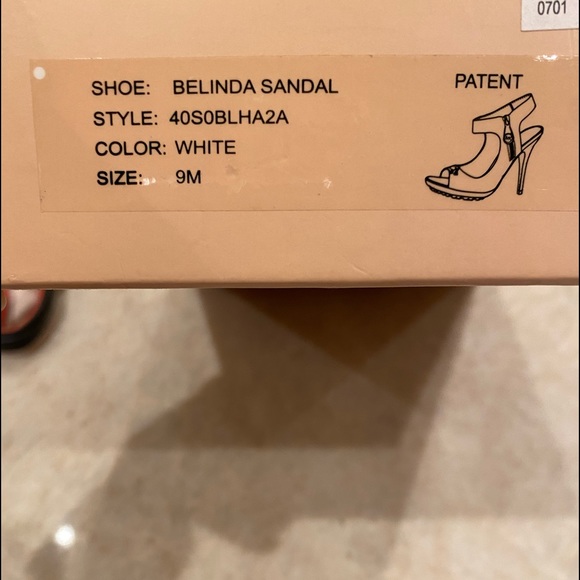 0701
SHOE: BELINDA SANDAL
PATENT
STYLE: 40S0BLHA2A
COLOR: WHITE
SIZE: 9M